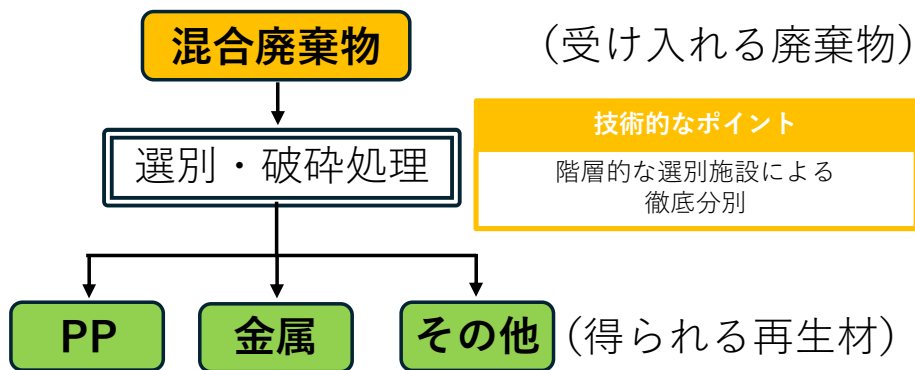 混合廃棄物
(受け入れる廃棄物)
技術的なポイント
選別・破砕処理
階層的な選別施設による
徹底分別
PP
金属
その他
(得られる再生材)